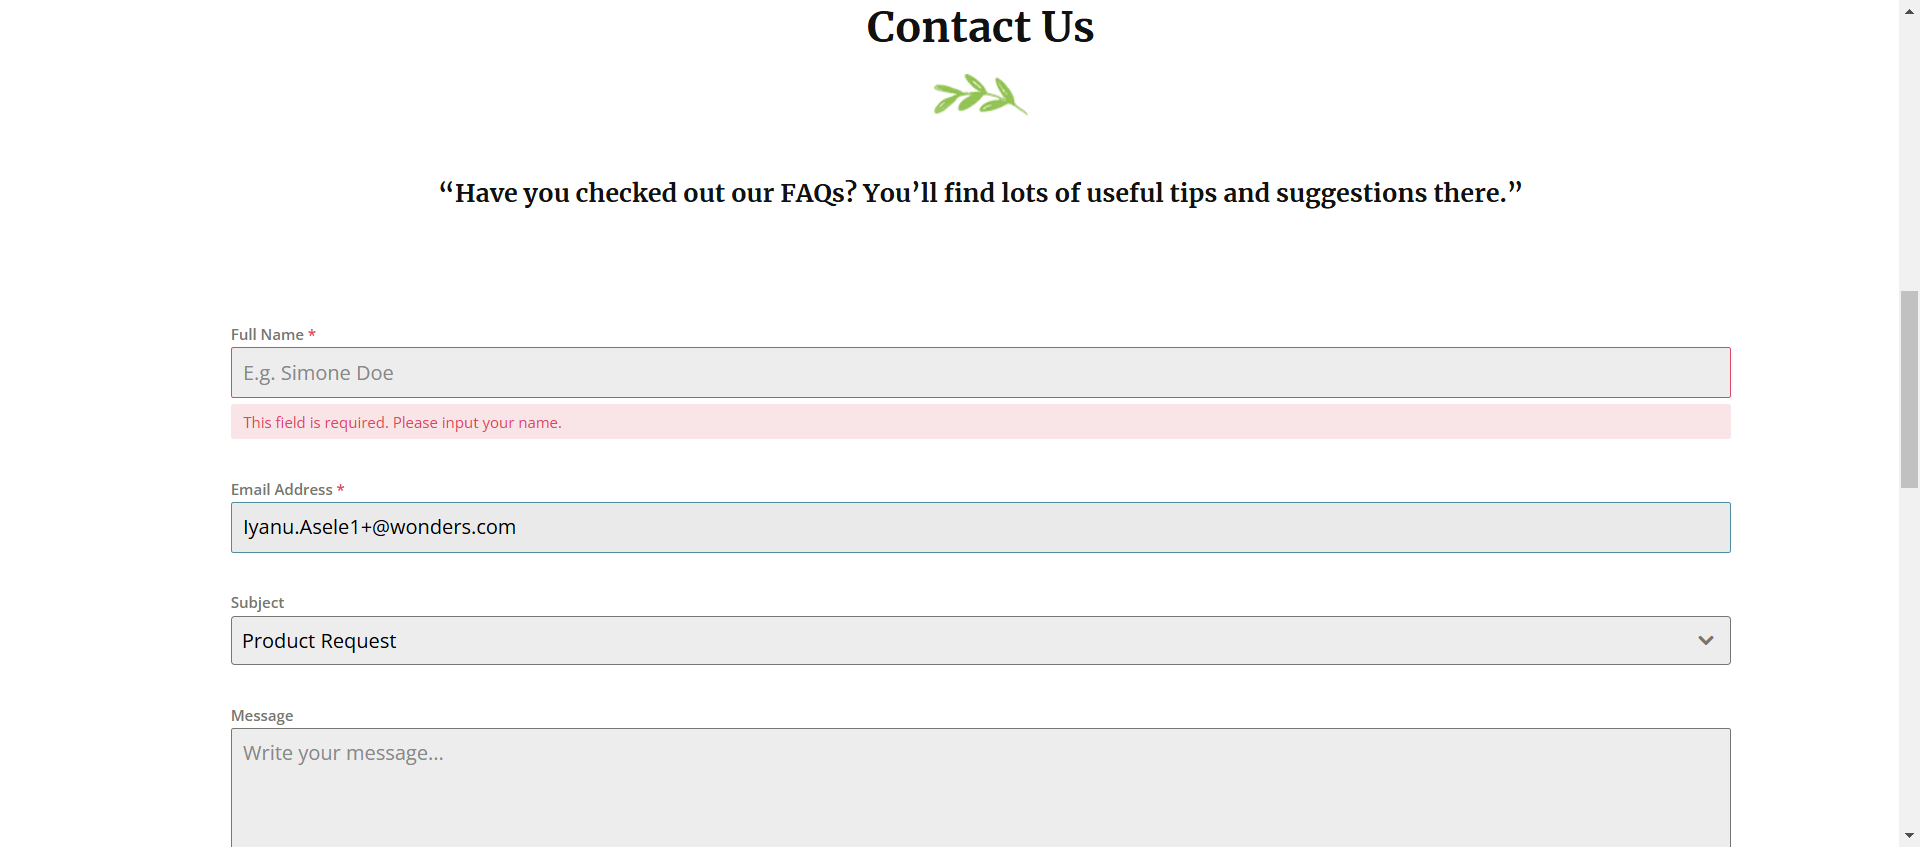 Contact Us
“Have you checked out our FAQs? You’ll find lots of useful tips and suggestions there.”
Full Name *
E.g. Simone Doe
This field is required. Please input your name.
Email Address *
Iyanu.Asele1+@wonders.com
Subject
Product Request
Message
Write your message...